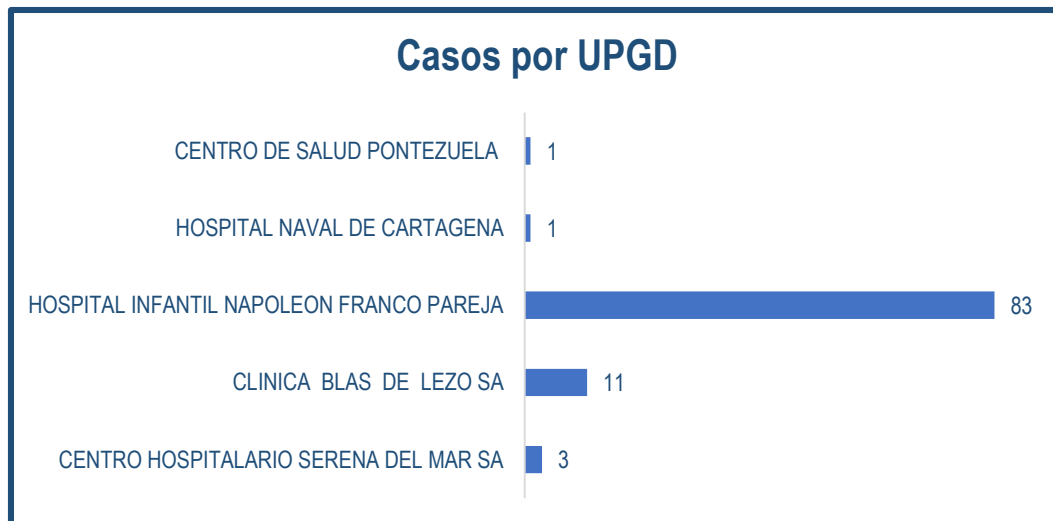 Casos por UPGD
CENTRO DE SALUD PONTEZUELA 1
HOSPITAL NAVAL DE CARTAGENA 1
HOSPITAL INFANTIL NAPOLEON FRANCO PAREJA 83
CLINICA BLAS DE LEZO SA 11
CENTRO HOSPITALARIO SERENA DEL MAR SA 3